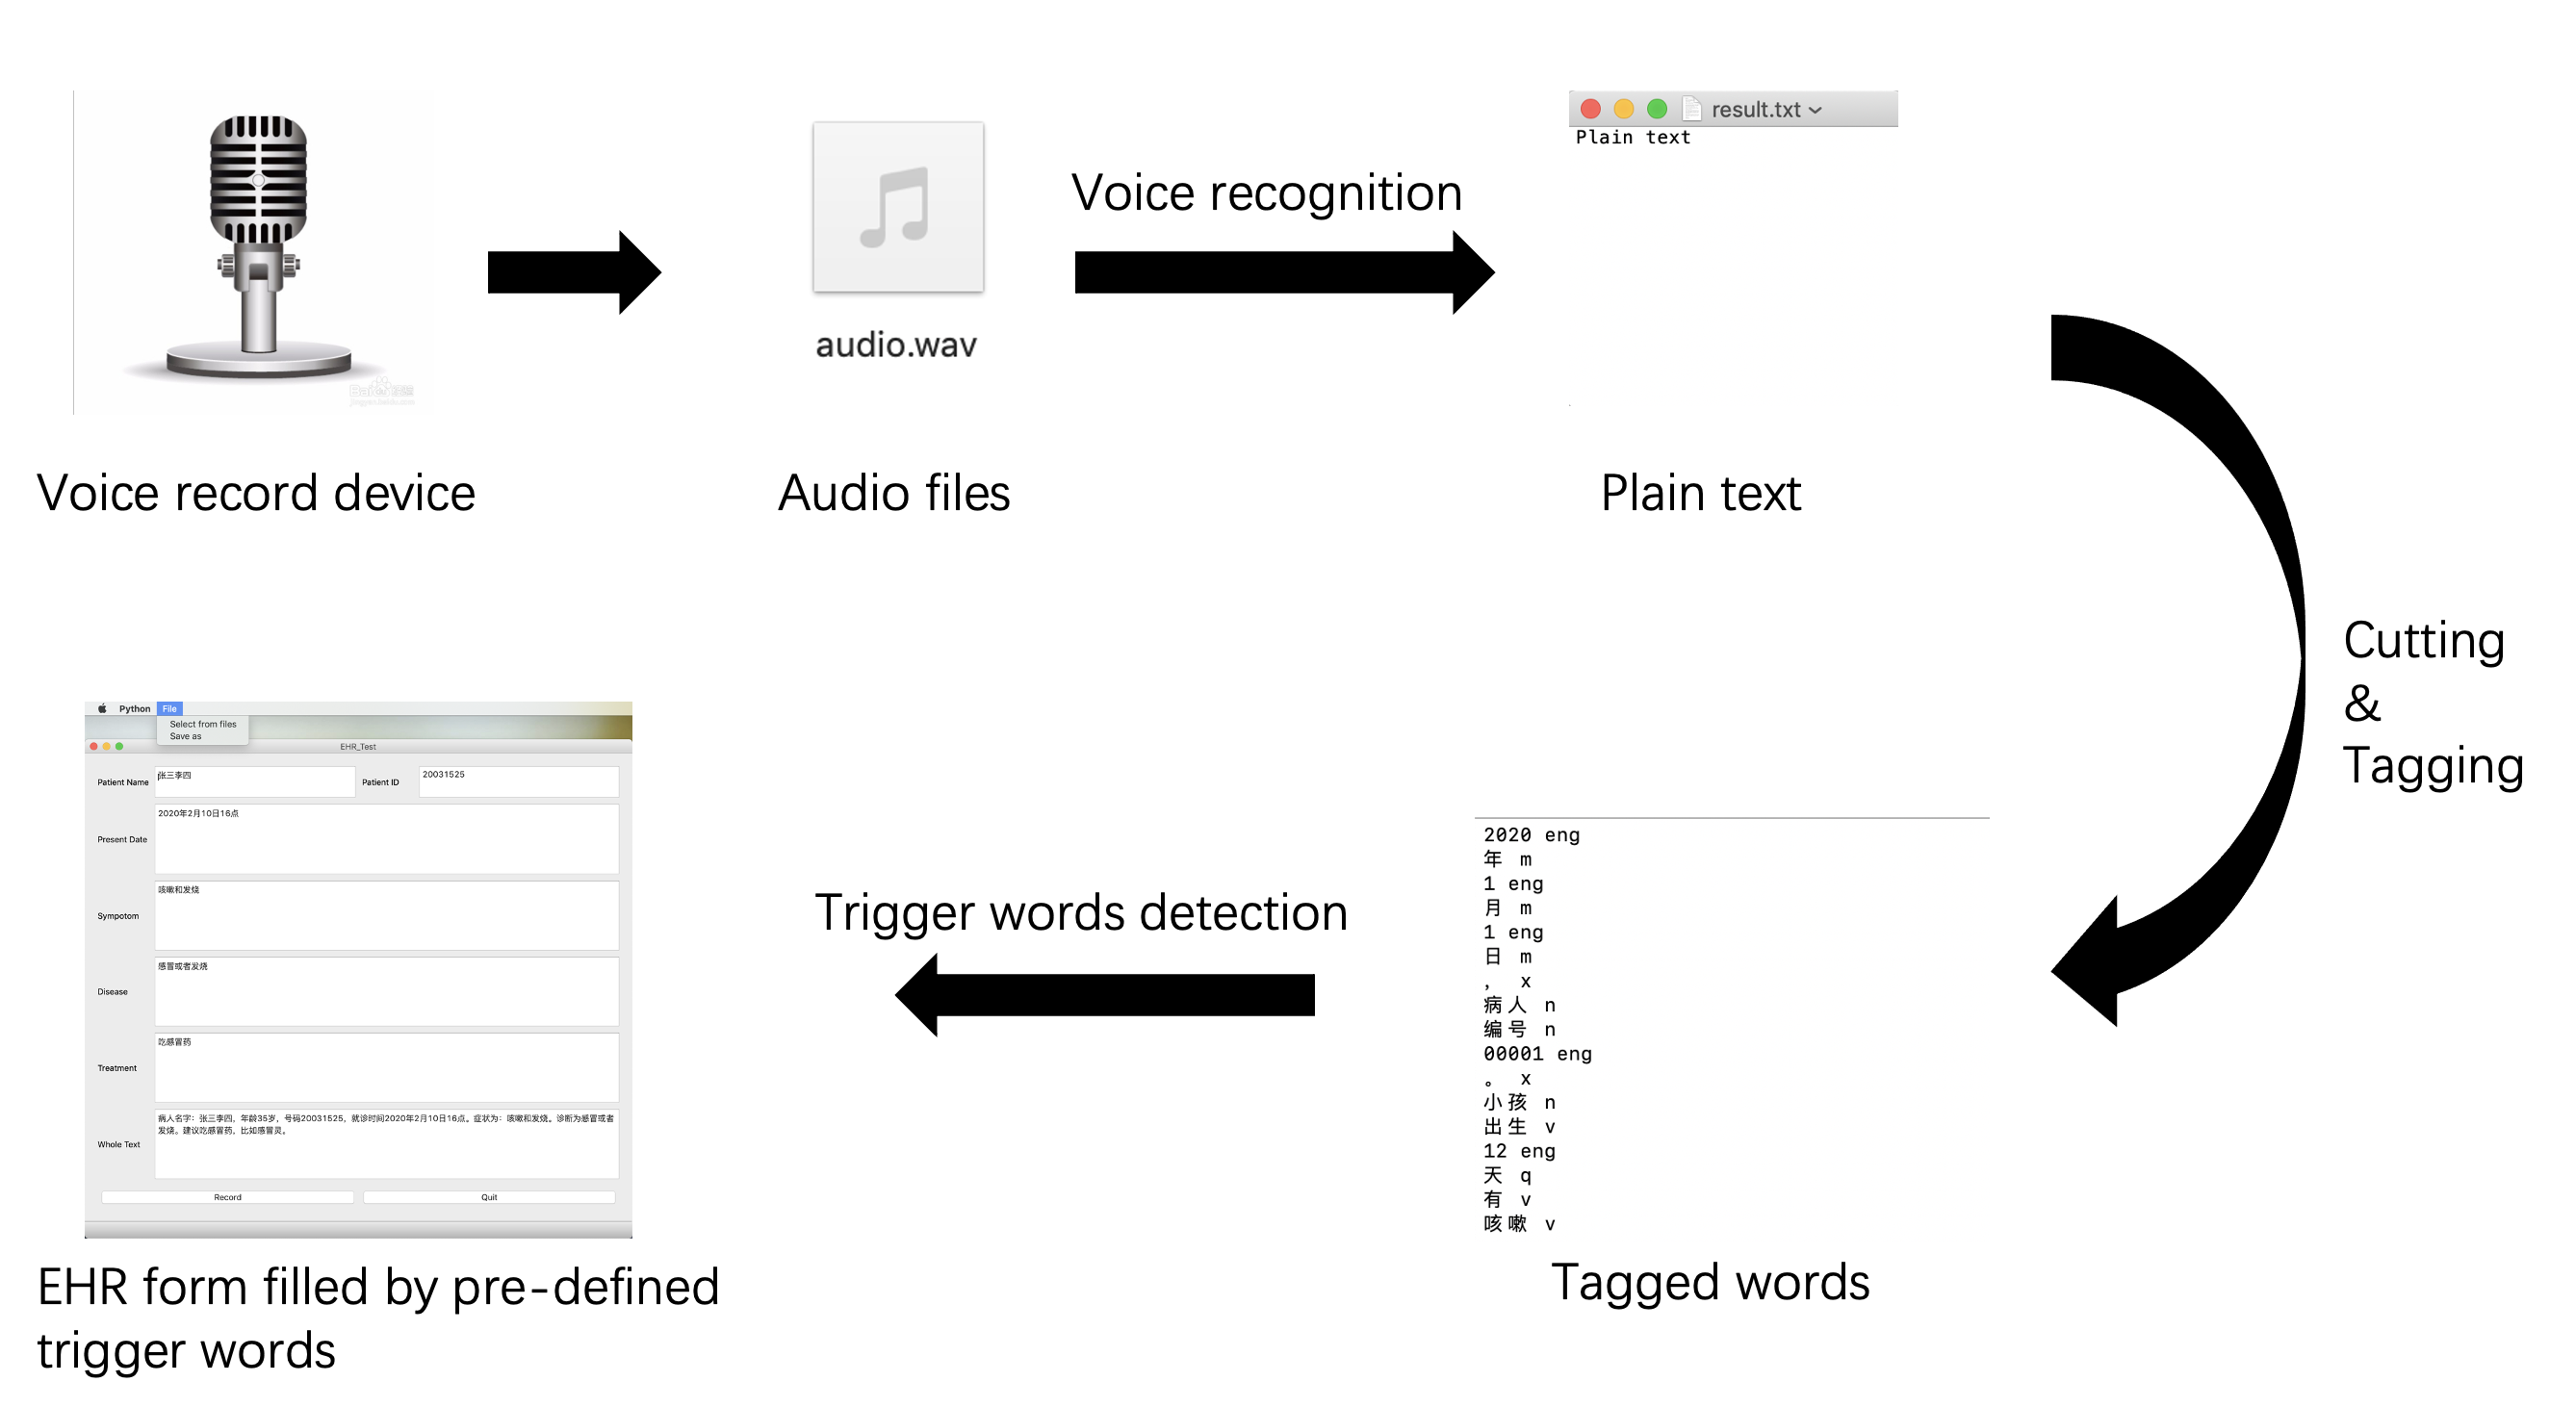 result.txt
Plain text
Voice recognition
audio.wav
Voice record device
Audio files
Plain text
Cutting
&
Tagging
Python File
Select from files
Save as
EHR_Test
Patient Name 张三李四 Patient ID 20031525
Present Date 2020年2月10日16点
Sympotom 咳嗽和发烧
Disease 感冒或者发烧
Treatment 吃感冒药
Whole Text 病人名字：张三李四，年龄35岁，号码20031525，就诊时间2020年2月10日16点。症状为：咳嗽和发烧。诊断为感冒或者
发烧。建议吃感冒药，比如感冒灵。
Record Quit
EHR form filled by pre-defined
trigger words
Trigger words detection
2020 eng
年 m
1 eng
月 m
1 eng
日 m
， x
病人 n
编号 n
00001 eng
。 x
小孩 n
出生 v
12 eng
天 q
有 v
咳嗽 v
Tagged words